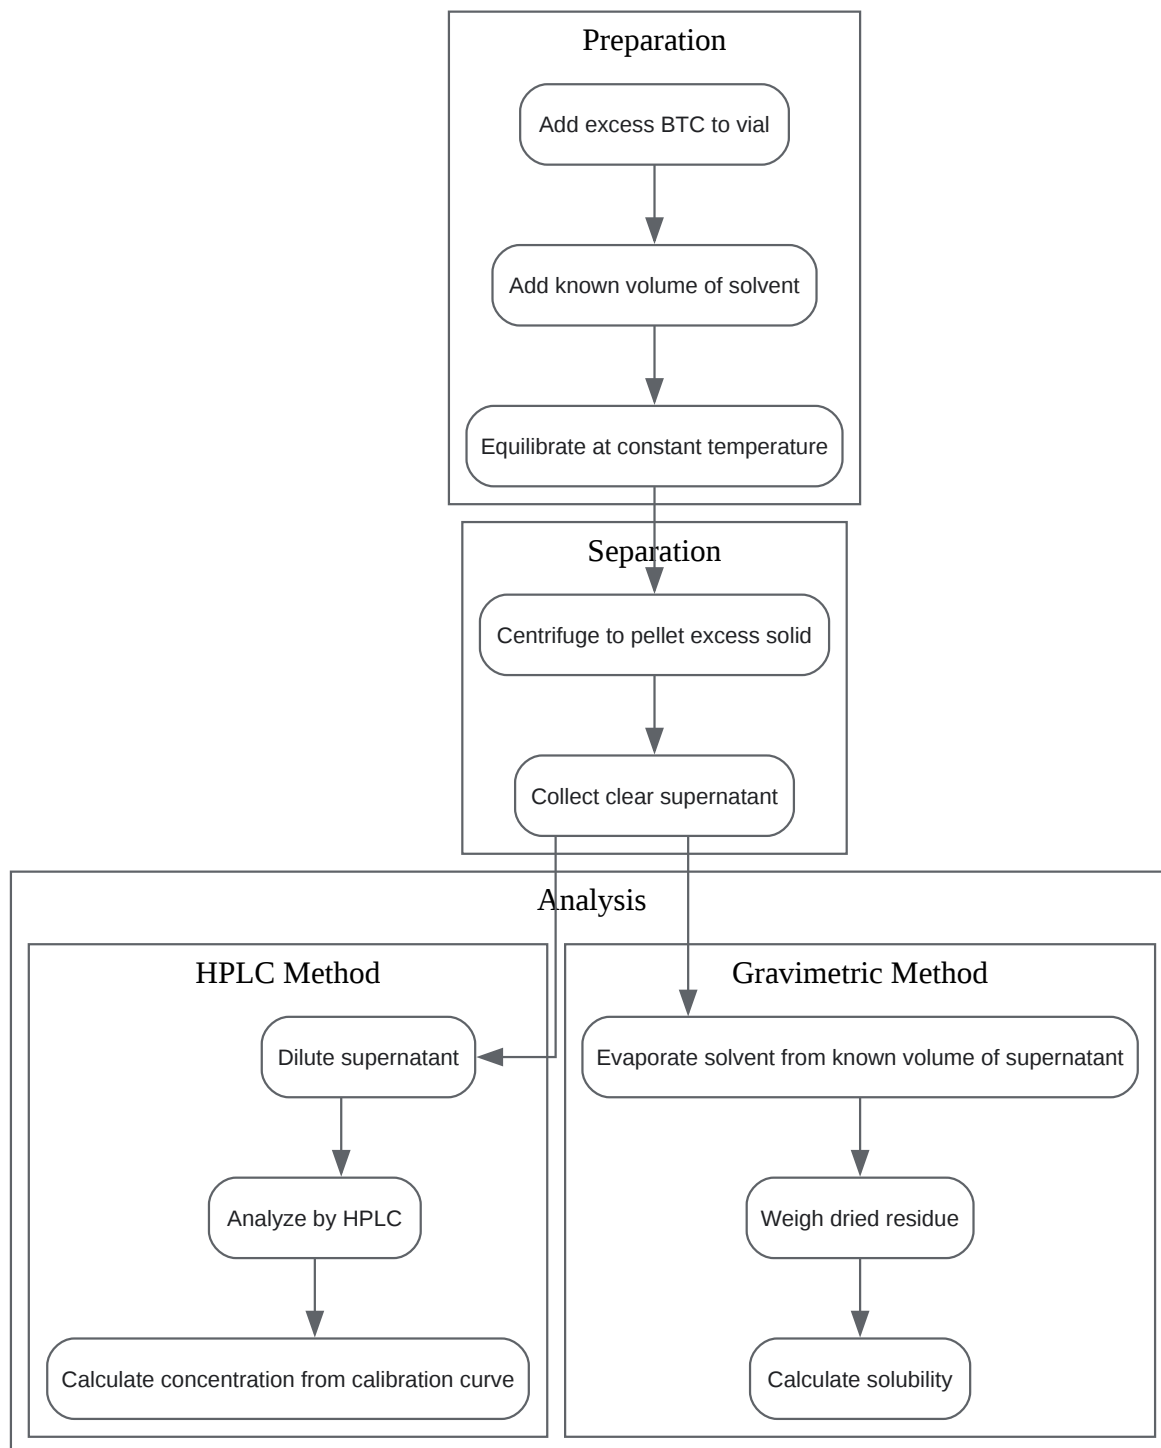 Preparation
Add excess BTC to vial
Add known volume of solvent
Equilibrate at constant temperature
Separation
Centrifuge to pellet excess solid
Collect clear supernatant
Analysis
HPLC Method
Dilute supernatant
Analyze by HPLC
Calculate concentration from calibration curve
Gravimetric Method
Evaporate solvent from known volume of supernatant
Weigh dried residue
Calculate solubility